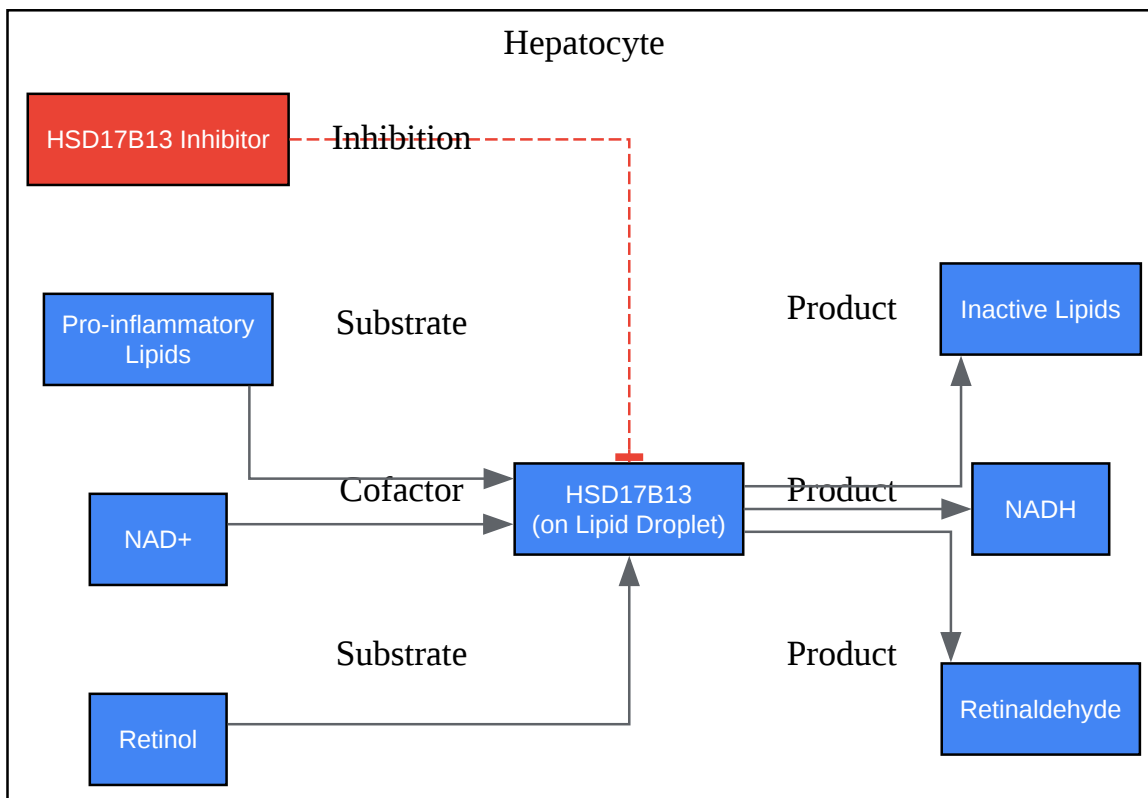 Hepatocyte
HSD17B13 Inhibitor
Inhibition
Pro-inflammatory
Lipids
Substrate
Product
Inactive Lipids
NAD+
Cofactor
HSD17B13
(on Lipid Droplet)
Product
NADH
Retinol
Substrate
Product
Retinaldehyde